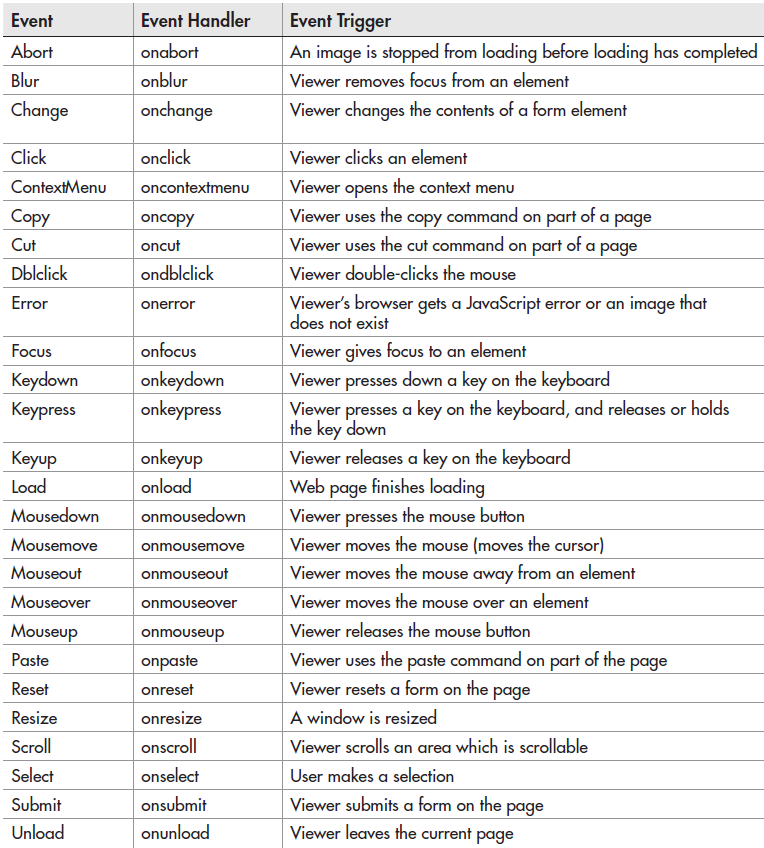 Event Event Handler Event Trigger
Abort onabort An image is stopped from loading before loading has completed
Blur onblur Viewer removes focus from an element
Change onchange Viewer changes the contents of a form element
Click onclick Viewer clicks an element
ContextMenu oncontextmenu Viewer opens the context menu
Copy oncopy Viewer uses the copy command on part of a page
Cut oncut Viewer uses the cut command on part of a page
Dblclick ondblclick Viewer double-clicks the mouse
Error onerror Viewer’s browser gets a JavaScript error or an image that
does not exist
Focus onfocus Viewer gives focus to an element
Keydown onkeydown Viewer presses down a key on the keyboard
Keypress onkeypress Viewer presses a key on the keyboard, and releases or holds
the key down
Keyup onkeyup Viewer releases a key on the keyboard
Load onload Web page finishes loading
Mousedown onmousedown Viewer presses the mouse button
Mousemove onmousemove Viewer moves the mouse (moves the cursor)
Mouseout onmouseout Viewer moves the mouse away from an element
Mouseover onmouseover Viewer moves the mouse over an element
Mouseup onmouseup Viewer releases the mouse button
Paste onpaste Viewer uses the paste command on part of the page
Reset onreset Viewer resets a form on the page
Resize onresize A window is resized
Scroll onscroll Viewer scrolls an area which is scrollable
Select onselect User makes a selection
Submit onsubmit Viewer submits a form on the page
Unload onunload Viewer leaves the current page